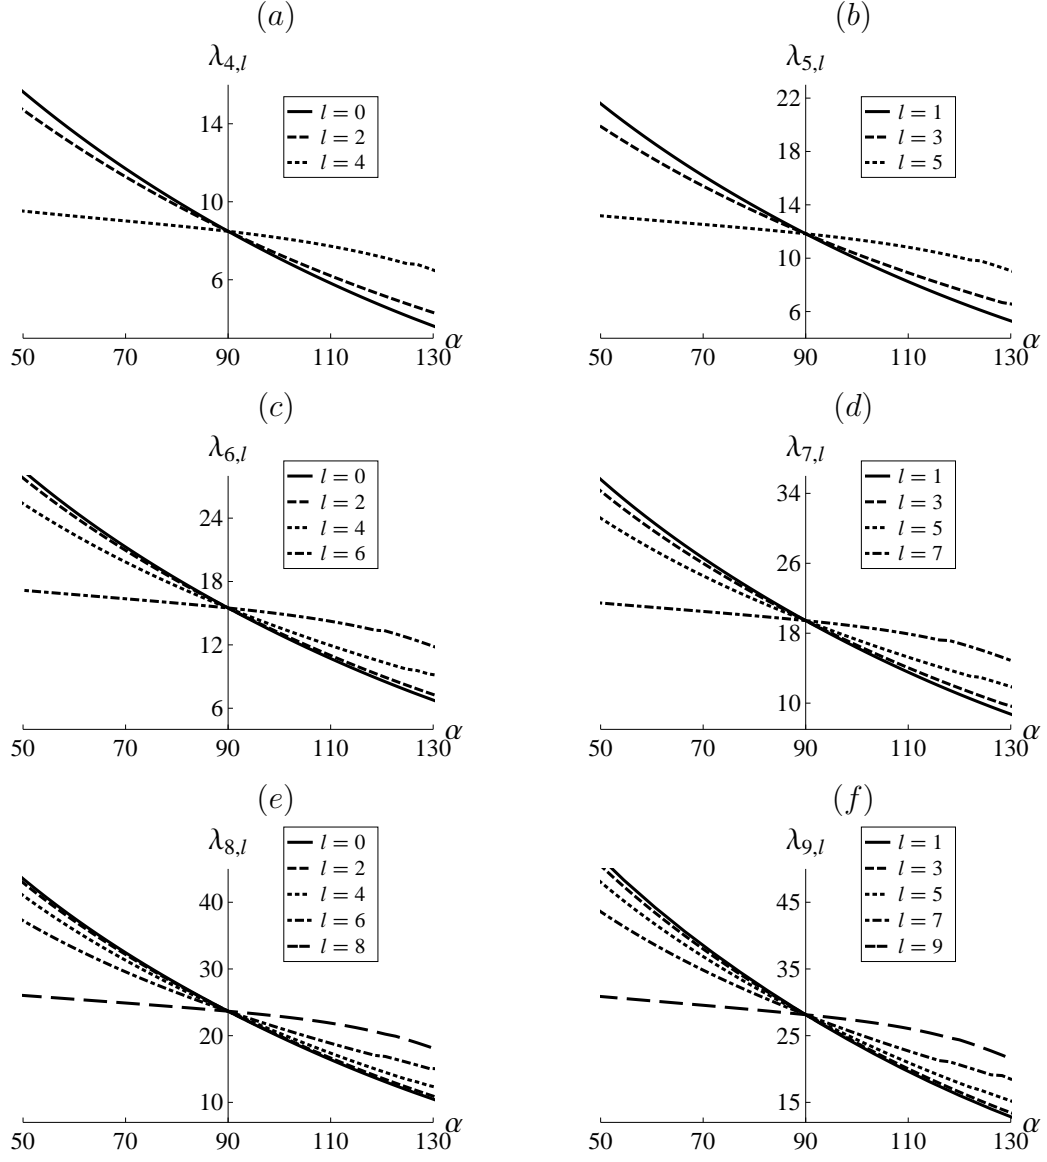 (a)
λ4,l
l = 0
l = 2
l = 4
14
10
6
50 70 90 110 130 α
(b)
λ5,l
l = 1
l = 3
l = 5
22
18
14
10
6
50 70 90 110 130 α
(c)
λ6,l
l = 0
l = 2
l = 4
l = 6
24
18
12
6
50 70 90 110 130 α
(d)
λ7,l
l = 1
l = 3
l = 5
l = 7
34
26
18
10
50 70 90 110 130 α
(e)
λ8,l
l = 0
l = 2
l = 4
l = 6
l = 8
40
30
20
10
50 70 90 110 130 α
(f)
λ9,l
l = 1
l = 3
l = 5
l = 7
l = 9
45
35
25
15
50 70 90 110 130 α